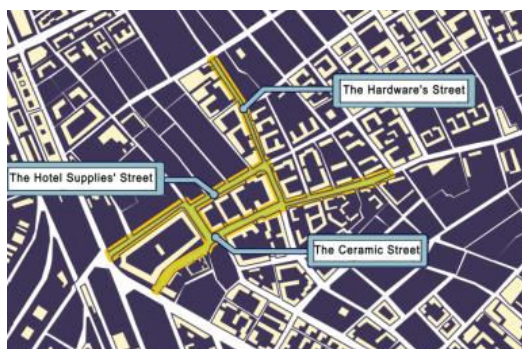 The Hardware's Street
The Hotel Supplies' Street
The Ceramic Street